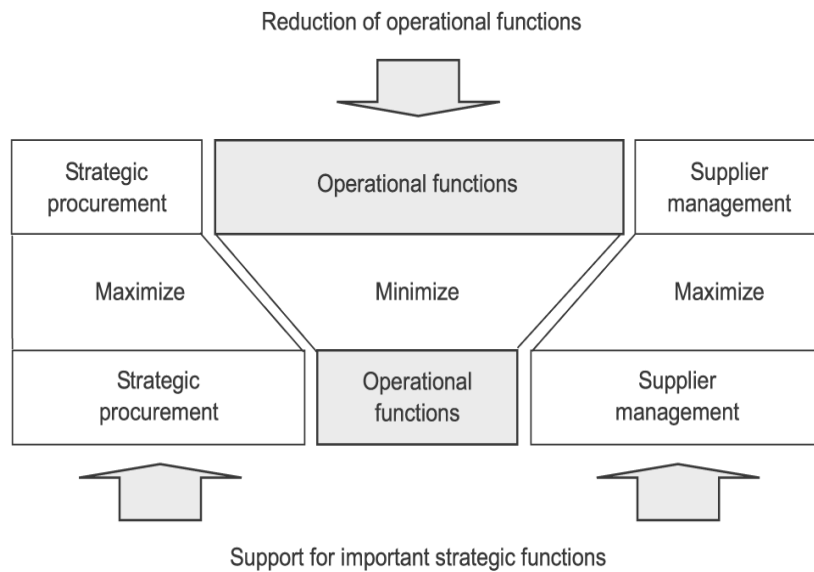 Reduction of operational functions
Strategic
procurement
Operational functions
Supplier
management
Maximize
Minimize
Maximize
Strategic
procurement
Operational
functions
Supplier
management
Support for important strategic functions